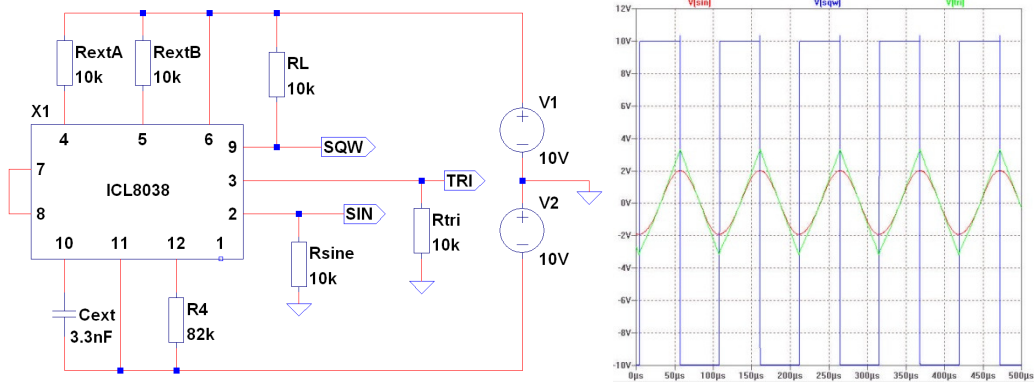 RextA
10k
RextB
10k
RL
10k
X1
4
5
6
9
SQW
7
3
TRI
ICL8038
8
2
SIN
10
11
12
1
Rsine
10k
Rtri
10k
Cext
3.3nF
R4
82k
V1
10V
V2
10V
V[sin]
V[sqw]
V[tri]
12V
10V
8V
6V
4V
2V
0V
-2V
-4V
-6V
-8V
-10V
0µs
50µs
100µs
150µs
200µs
250µs
300µs
350µs
400µs
450µs
500µs